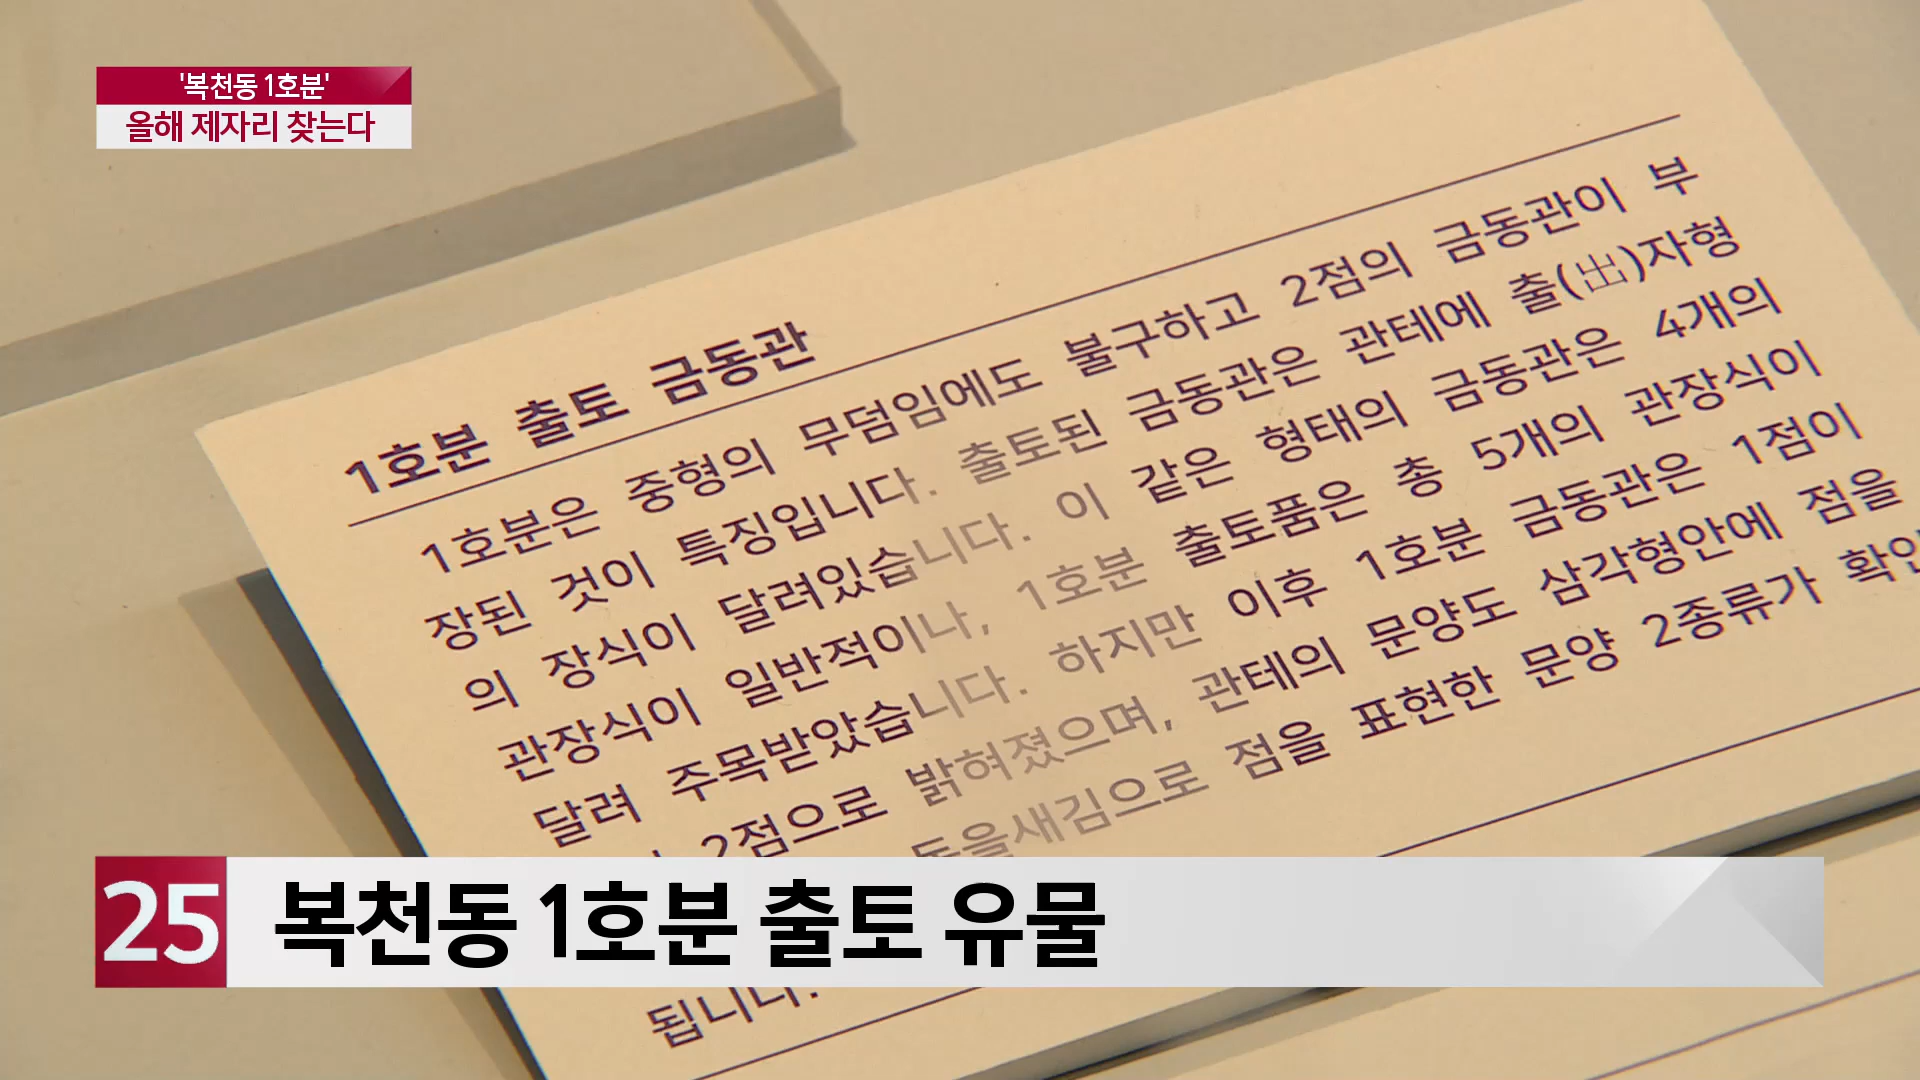 '복천동 1호분'
올해 제자리 찾는다
1호분 출토 금동관
1호분은 중형의 무덤임에도 불구하고 2점의 금동관이 부
장된 것이 특징입니다. 출토된 금동관은 관테에 출(出)자형
의 장식이 달려있습니다. 이 같은 형태의 금동관은 4개의
관장식이 일반적이나, 1호분 출토품은 총 5개의 관장식이
달려 주목받았습니다. 하지만 이후 1호분 금동관은 1점이
2점으로 밝혀졌으며, 관테의 문양도 삼각형안에 점을
돋을새김으로 점을 표현한 문양 2종류가 확인
됩니다.
25 복천동 1호분 출토 유물